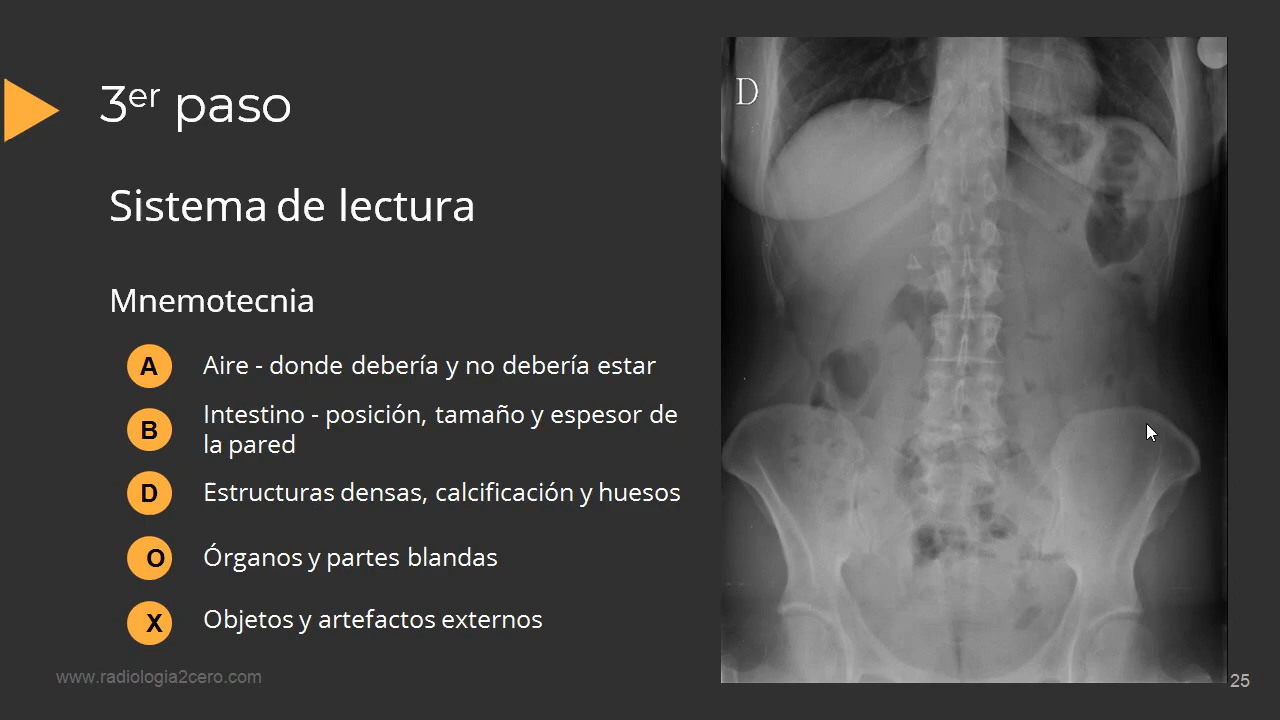 3er paso
Sistema de lectura
Mnemotecnia
A Aire - donde debería y no debería estar
B Intestino - posición, tamaño y espesor de
la pared
D Estructuras densas, calcificación y huesos
O Órganos y partes blandas
X Objetos y artefactos externos
www.radiologia2cero.com
D
25